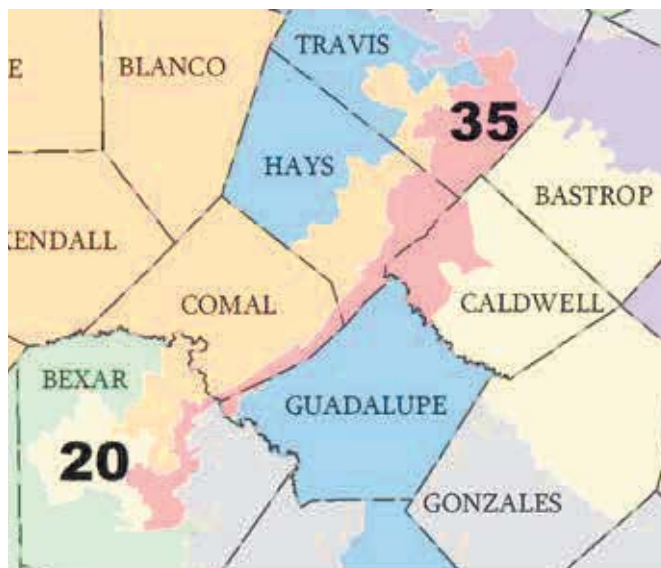 TRAVIS
E
BLANCO
35
HAYS
BASTROP
KENDALL
COMAL
CALDWELL
BEXAR
GUADALUPE
20
GONZALES